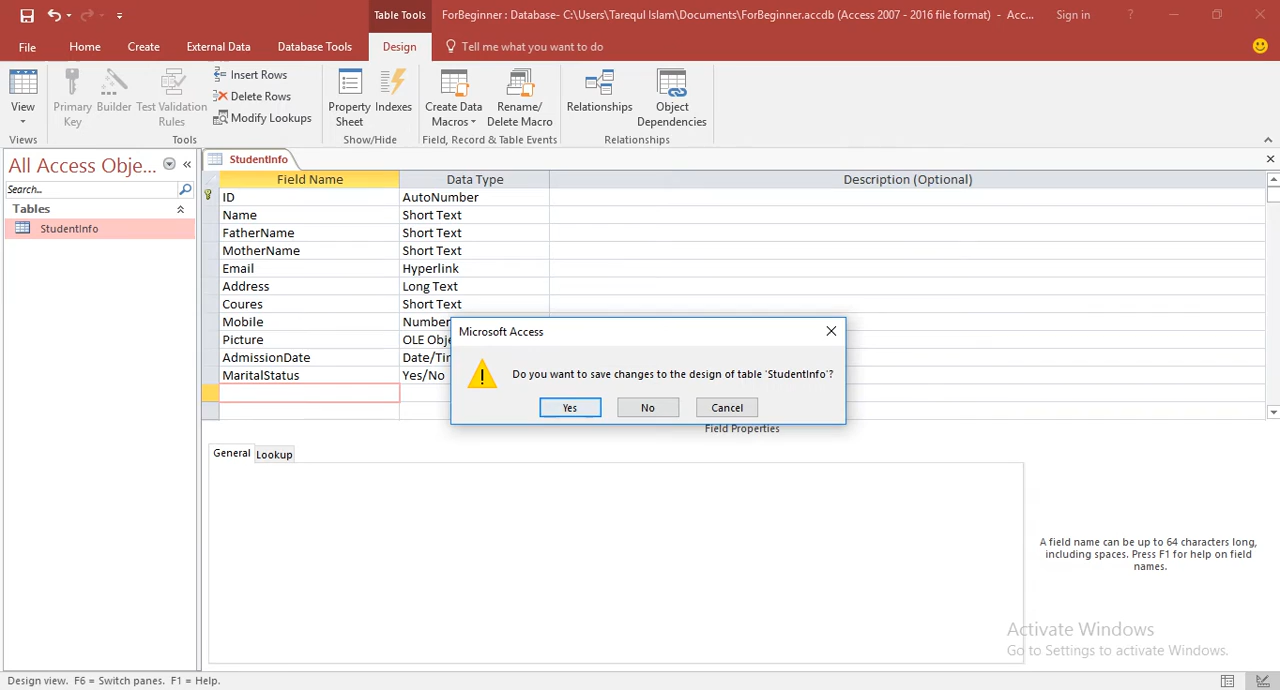 Table Tools
ForBeginner : Database- C:\Users\Tarequl Islam\Documents\ForBeginner.accdb (Access 2007 - 2016 file format) - Acc...
Sign in
?
File
Home
Create
External Data
Database Tools
Design
Tell me what you want to do
View
Primary Key
Builder
Test Validation Rules
Insert Rows
Delete Rows
Modify Lookups
Property Sheet
Indexes
Create Data Macros
Rename/ Delete Macro
Relationships
Object Dependencies
Views
Tools
Show/Hide
Field, Record & Table Events
Relationships
All Access Obje...
Search...
Tables
StudentInfo
StudentInfo
Field Name
Data Type
Description (Optional)
ID AutoNumber
Name Short Text
FatherName Short Text
MotherName Short Text
Email Hyperlink
Address Long Text
Coures Short Text
Mobile Number
Picture OLE Obje
AdmissionDate Date/Tim
MaritalStatus Yes/No
Microsoft Access
Do you want to save changes to the design of table 'StudentInfo'?
Yes
No
Cancel
Field Properties
General
Lookup
A field name can be up to 64 characters long,
including spaces. Press F1 for help on field
names.
Activate Windows
Go to Settings to activate Windows.
Design view. F6 = Switch panes. F1 = Help.